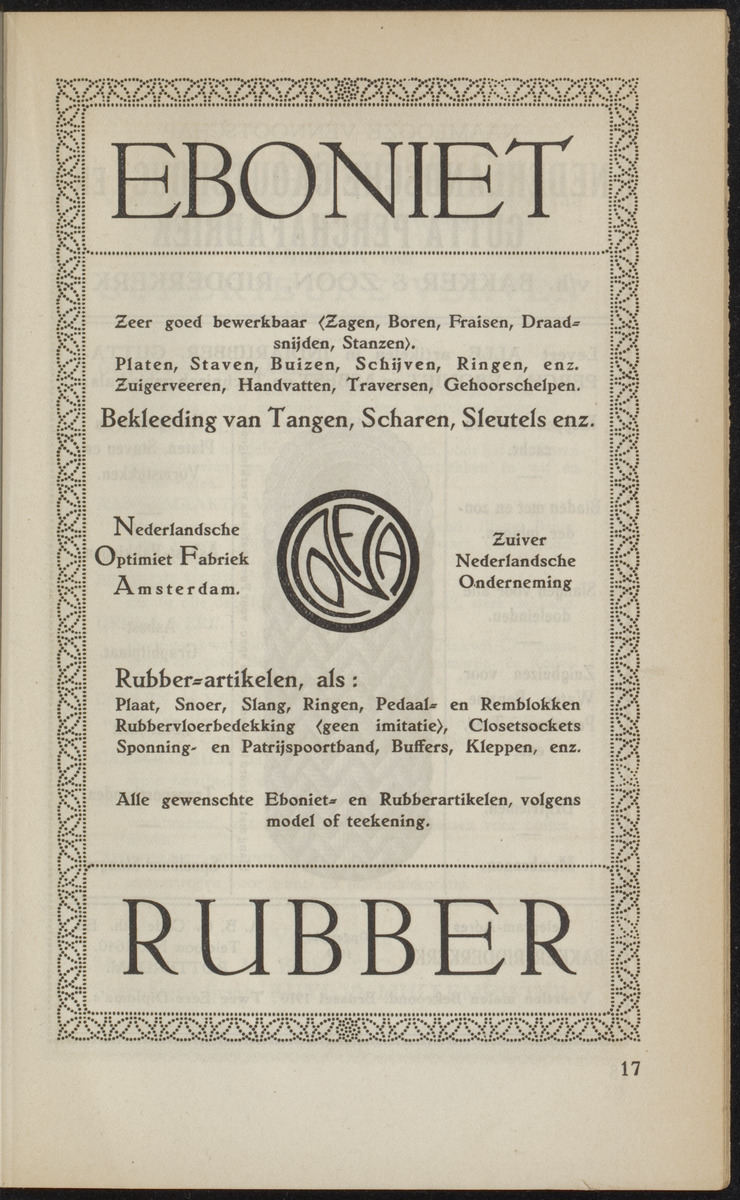 EBONIET
Zeer goed bewerkbaar (Zagen, Boren, Fraisen, Draad=
snijden, Stanzen).
Platen, Staven, Buizen, Schijven, Ringen, enz.
Zuigerveeren, Handvatten, Traversen, Gehoorschelpen.
Bekleeding van Tangen, Scharen, Sleutels enz.
Nederlandsche
Optimiet Fabriek
Amsterdam.
NOFA
Zuiver
Nederlandsche
Onderneming
Rubber=artikelen, als :
Plaat, Snoer, Slang, Ringen, Pedaal= en Remblokken
Rubbervloerbedekking (geen imitatie), Closetsockets
Sponning- en Patrijspoortband, Buffers, Kleppen, enz.
Alle gewenschte Eboniet= en Rubberartikelen, volgens
model of teekening.
RUBBER
17